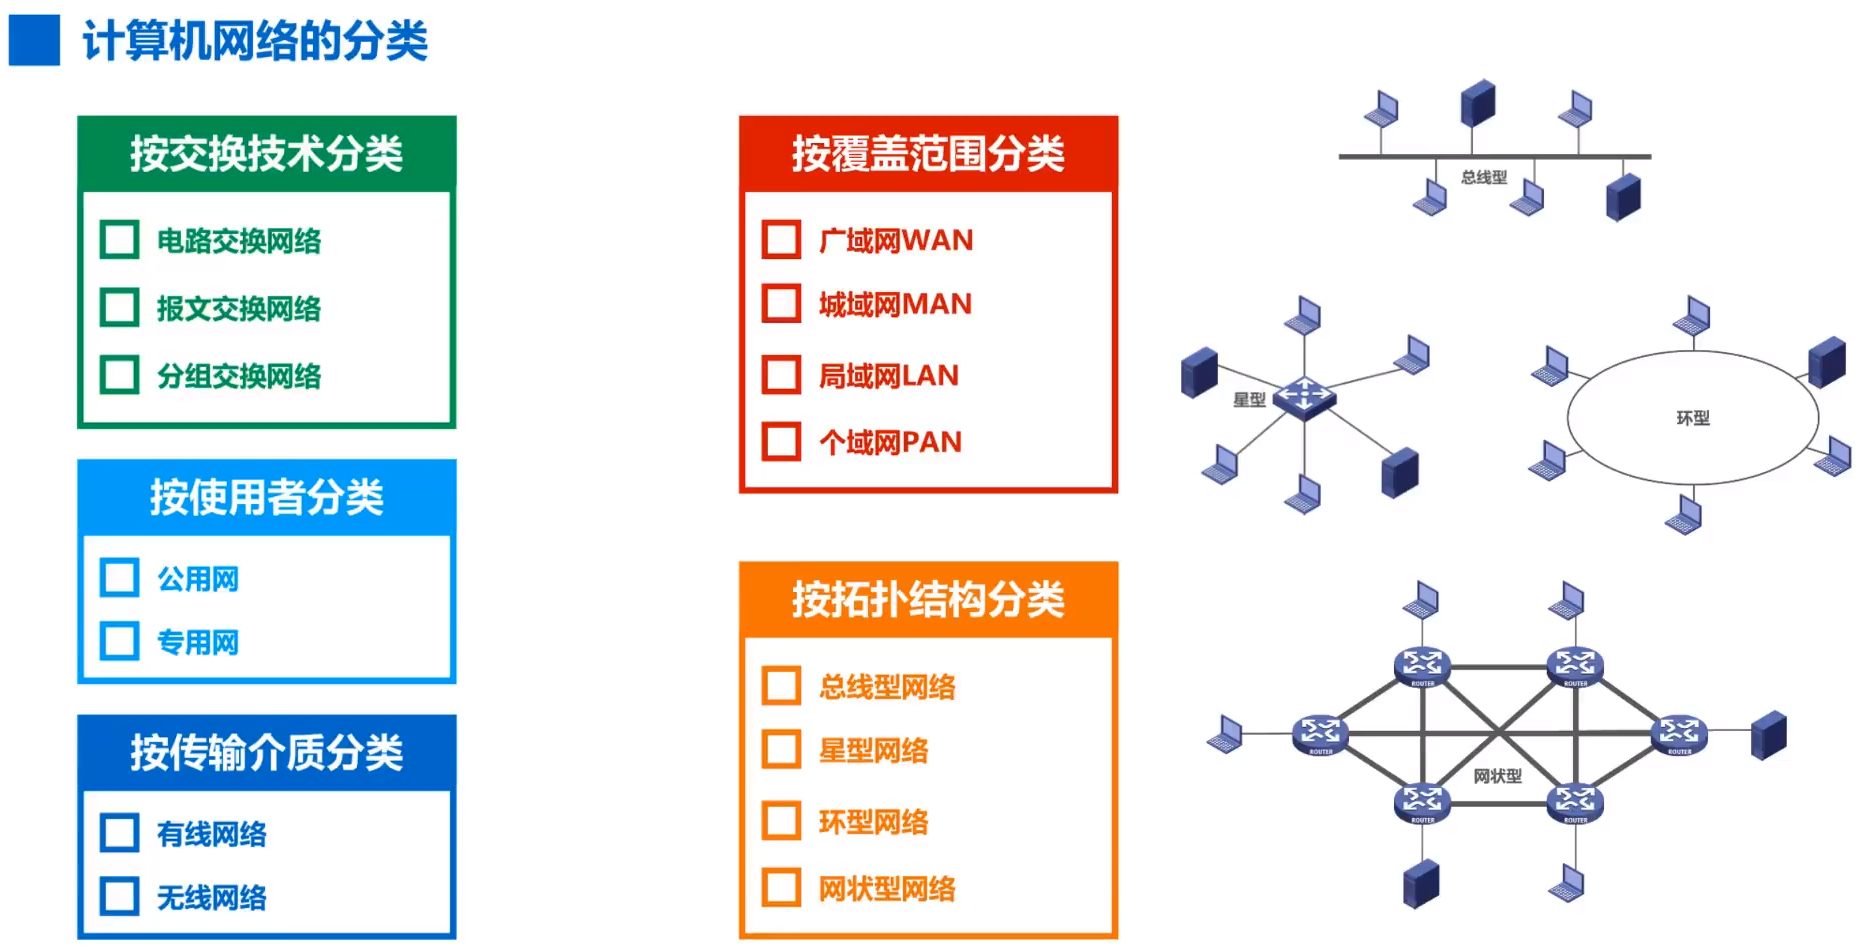 计算机网络的分类
按交换技术分类
电路交换网络
报文交换网络
分组交换网络
按使用者分类
公用网
专用网
按传输介质分类
有线网络
无线网络
按覆盖范围分类
广域网WAN
城域网MAN
局域网LAN
个域网PAN
按拓扑结构分类
总线型网络
星型网络
环型网络
网状型网络
总线型
星型
环型
ROUTER
ROUTER
ROUTER
ROUTER
网状型
ROUTER
ROUTER